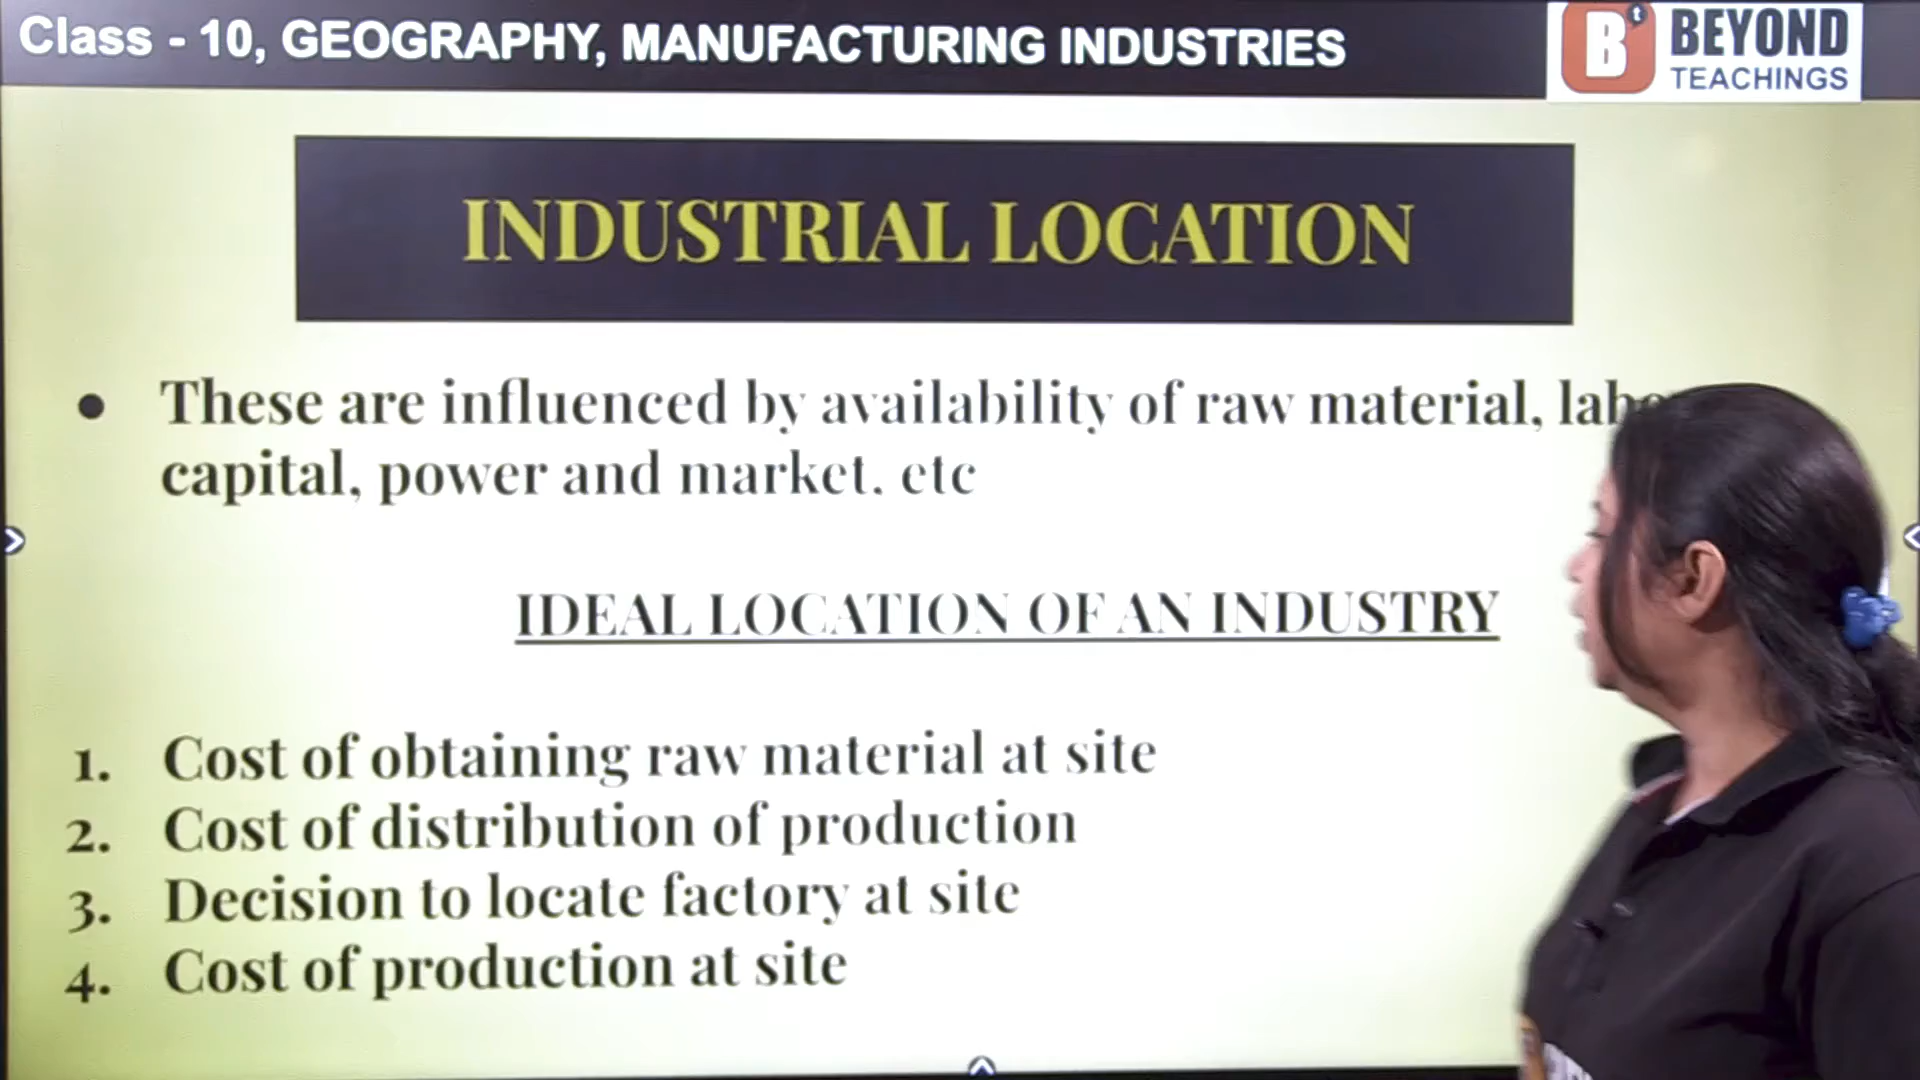 Class - 10, GEOGRAPHY, MANUFACTURING INDUSTRIES
Bt BEYOND
TEACHINGS
INDUSTRIAL LOCATION
● These are influenced by availability of raw material,
capital, power and market. etc
IDEAL LOCATION OF AN INDUSTRY
1. Cost of obtaining raw material at site
2. Cost of distribution of production
3. Decision to locate factory at site
4. Cost of production at site